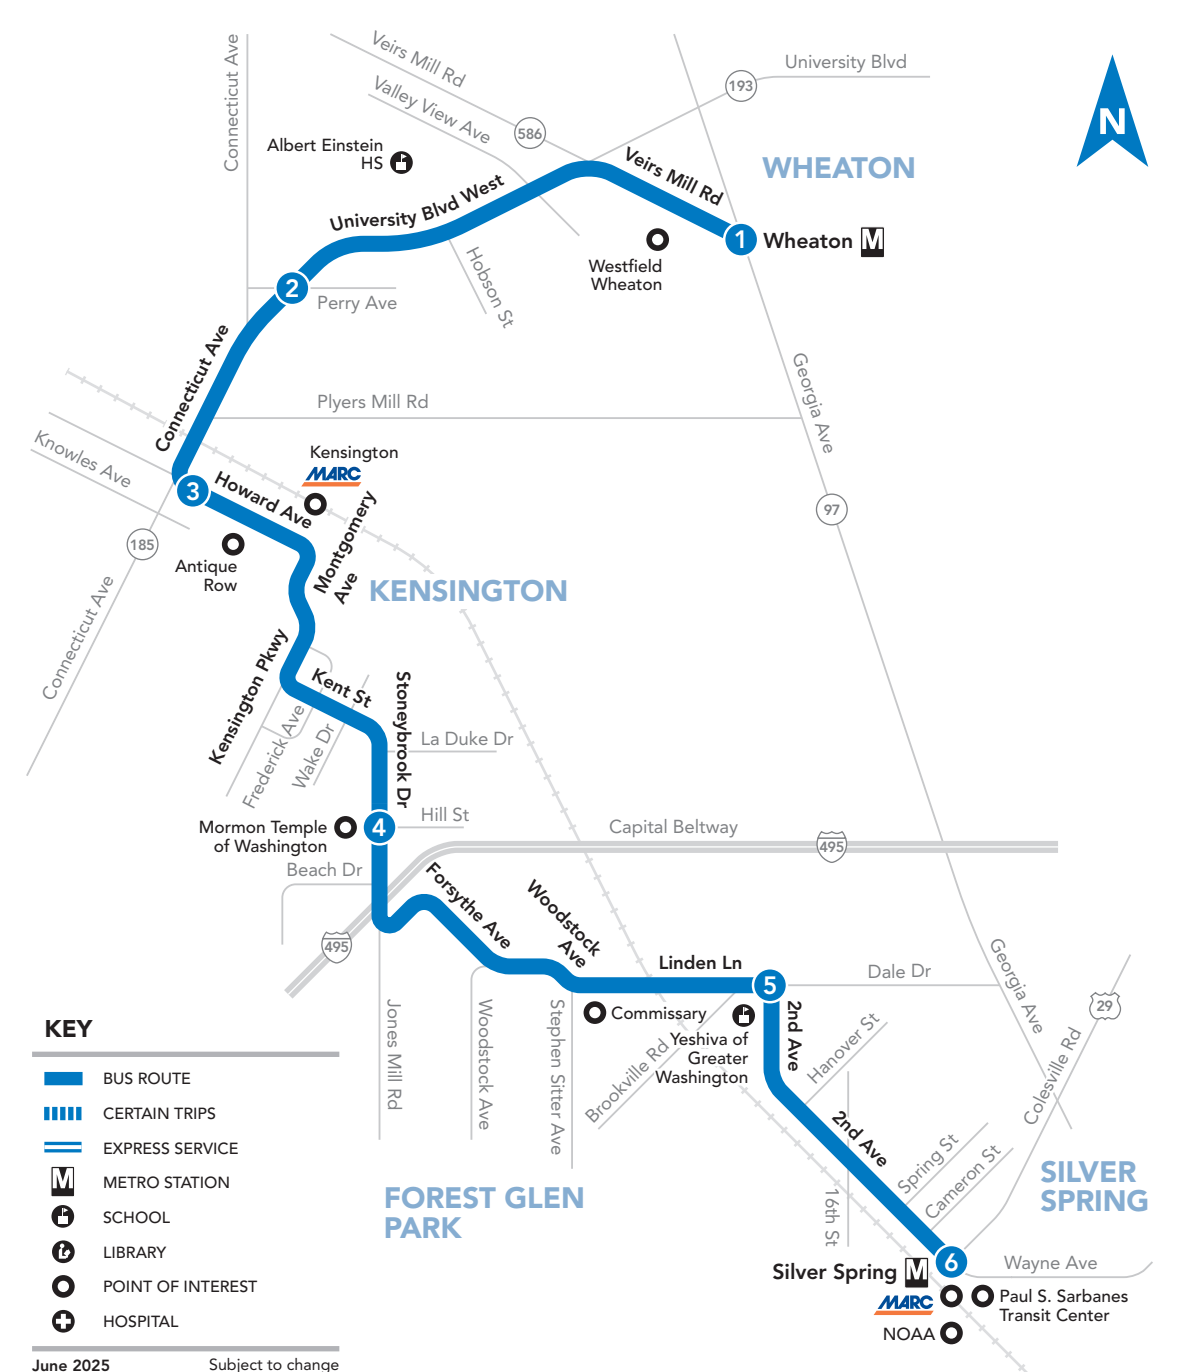 Connecticut Ave
Veirs Mill Rd
Valley View Ave
586
193
University Blvd
N
Albert Einstein
HS
WHEATON
Veirs Mill Rd
University Blvd West
1
Wheaton M
Westfield
Wheaton
Hobson St
2
Perry Ave
Connecticut Ave
Georgia Ave
Plyers Mill Rd
Knowles Ave
Kensington
MARC
3
Howard Ave
Montgomery
Ave
97
185
Antique
Row
KENSINGTON
Connecticut Ave
Kensington Pkwy
Kent St
Stoneybrook Dr
Frederick Ave
Wake Dr
La Duke Dr
Hill St
Mormon Temple
of Washington
4
Capital Beltway
495
Beach Dr
495
Forsythe Ave
Woodstock
Ave
Linden Ln
5
Dale Dr
Georgia Ave
29
Commissary
Yeshiva of
Greater
Washington
2nd Ave
Hanover St
Colesville Rd
Jones Mill Rd
Woodstock Ave
Stephen Sitter Ave
Brookville Rd
2nd Ave
Spring St
Cameron St
16th St
FOREST GLEN
PARK
SILVER
SPRING
6
Silver Spring M
Wayne Ave
MARC
Paul S. Sarbanes
Transit Center
NOAA
KEY
BUS ROUTE
CERTAIN TRIPS
EXPRESS SERVICE
M METRO STATION
SCHOOL
LIBRARY
POINT OF INTEREST
HOSPITAL
June 2025 Subject to change